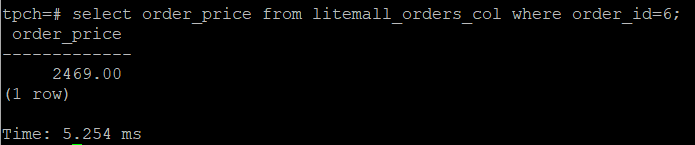 tpch=# select order_price from litemall_orders_col where order_id=6;
 order_price
-------------
     2469.00
(1 row)

Time: 5.254 ms